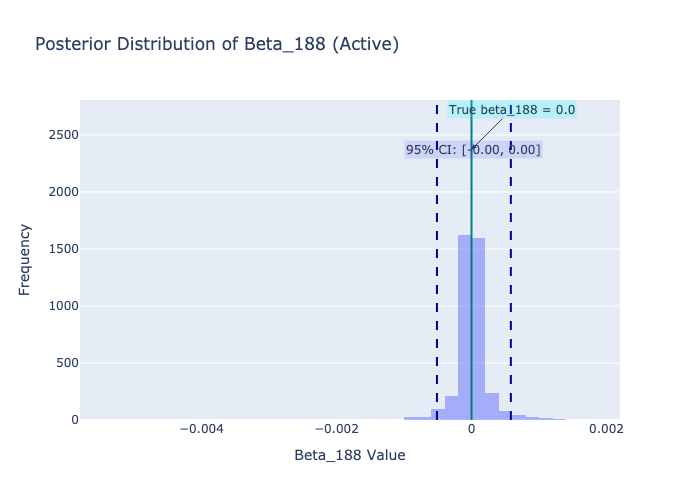 Posterior Distribution of Beta_188 (Active)
True beta_188 = 0.0
95% CI: [-0.00, 0.00]
2500
2000
1500
1000
500
0
Frequency
−0.004
−0.002
0
0.002
Beta_188 Value